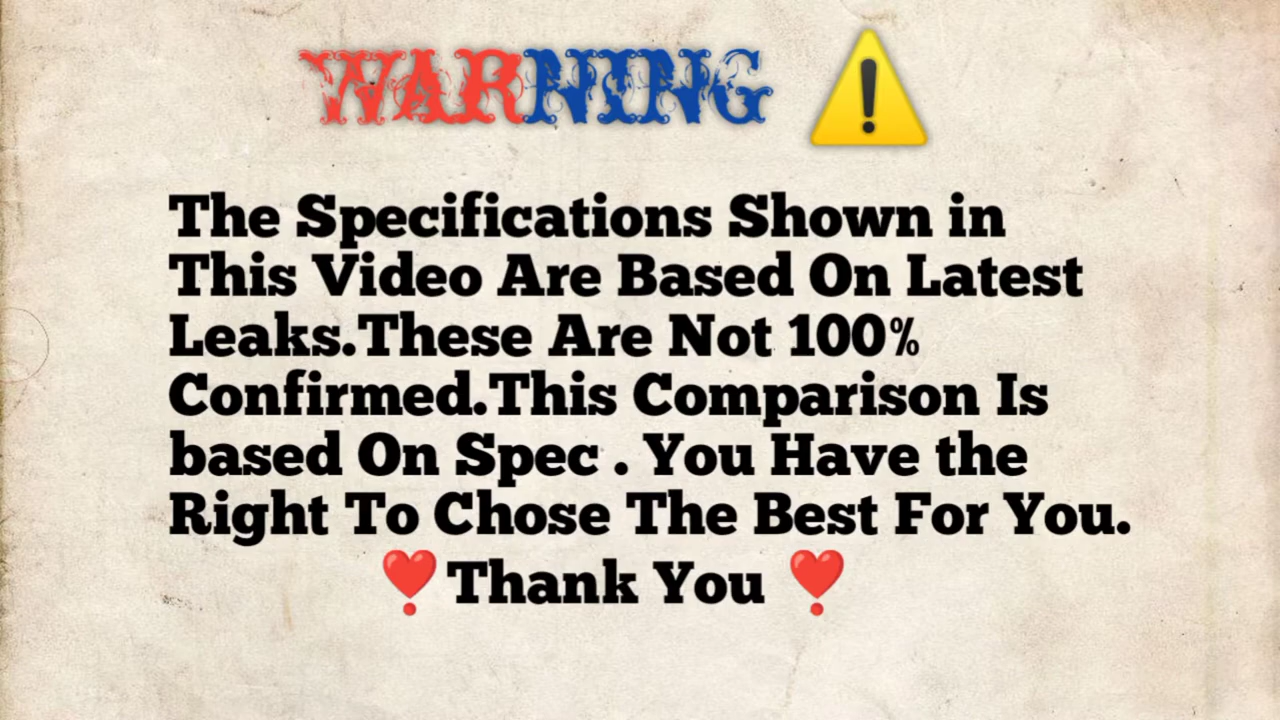 WARNING ⚠️
The Specifications Shown in
This Video Are Based On Latest
Leaks.These Are Not 100%
Confirmed.This Comparison Is
based On Spec . You Have the
Right To Chose The Best For You.
❣️Thank You ❣️